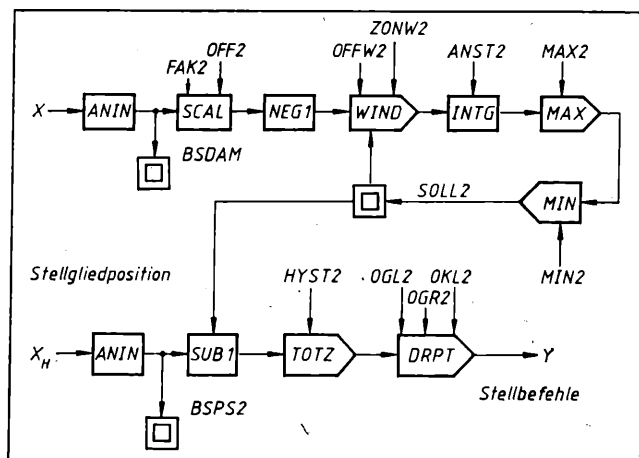 ZONW2
OFF2 OFFW2 ANST2 MAX2
FAK2
X ANIN SCAL NEG1 WIND INTG MAX
BSDAM
SOLL2 MIN
Stellgliedposition HYST2 OGL2 OKL2 MIN2
OGR2
X_H ANIN SUB1 TOTZ DRPT Y
BSPS2 Stellbefehle